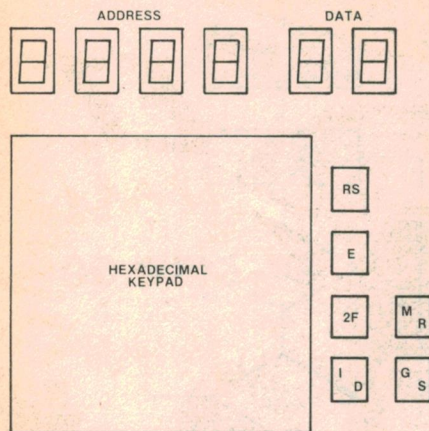 ADDRESS DATA
RS
E
HEXADECIMAL
KEYPAD
2F
M R
I D
G S